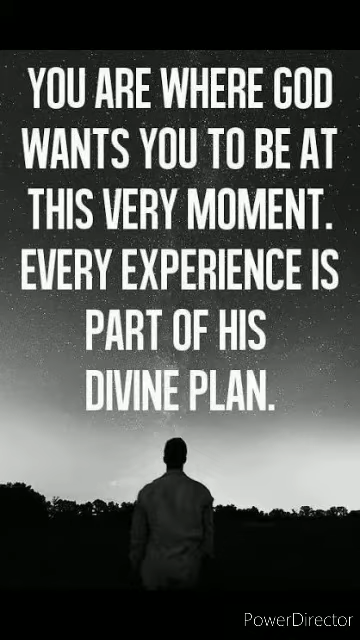 YOU ARE WHERE GOD
WANTS YOU TO BE AT
THIS VERY MOMENT.
EVERY EXPERIENCE IS
PART OF HIS
DIVINE PLAN.
PowerDirector